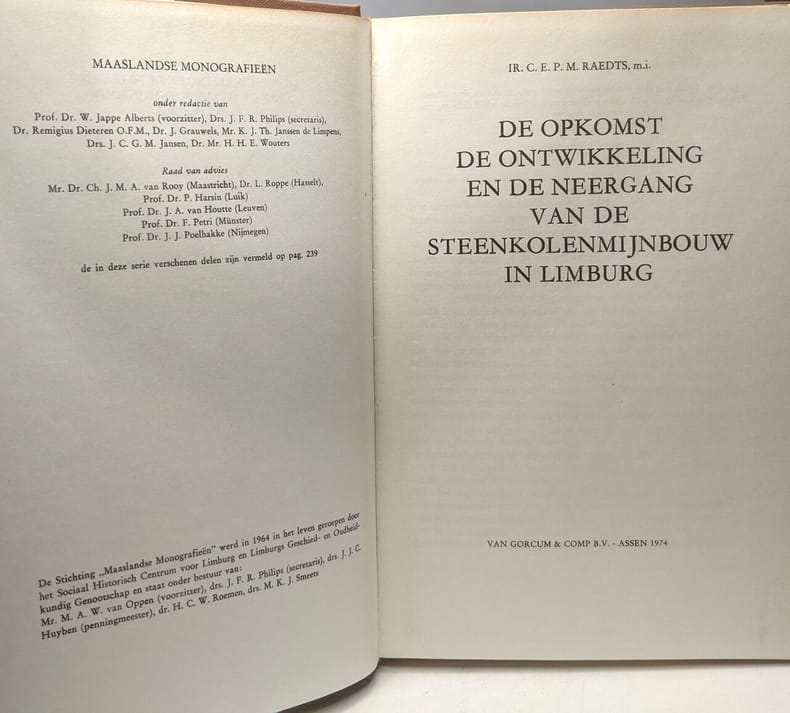 MAASLANDSE MONOGRAFIEËN
onder redactie van
Prof. Dr. W. Jappe Alberts (voorzitter), Drs. J. F. R. Philips (secretaris),
Dr. Remigius Dieteren O.F.M., Dr. J. Grauwels, Mr. K. J. Th. Janssen de Limpens,
Drs. J. C. G. M. Jansen, Dr. Mr. H. H. E. Wouters
Raad van advies
Mr. Dr. Ch. J. M. A. van Rooy (Maastricht), Dr. L. Roppe (Hasselt),
Prof. Dr. P. Harsin (Luik)
Prof. Dr. J. A. van Houtte (Leuven)
Prof. Dr. F. Petri (Münster)
Prof. Dr. J. J. Poelhakke (Nijmegen)
de in deze serie verschenen delen zijn vermeld op pag. 239
De Stichting „Maaslandse Monografieën” werd in 1964 in het leven geroepen door
het Sociaal Historisch Centrum voor Limburg en Limburgs Geschied- en Oudheid-
kundig Genootschap en staat onder bestuur van:
Mr. M. A. W. van Oppen (voorzitter), drs. J. F. R. Philips (secretaris), drs. J. J. C.
Huyben (penningmeester), dr. H. C. W. Roemen, drs. M. K. J. Smeets
IR. C. E. P. M. RAEDTS, m.i.
DE OPKOMST
DE ONTWIKKELING
EN DE NEERGANG
VAN DE
STEENKOLENMIJNBOUW
IN LIMBURG
VAN GORCUM & COMP B.V. - ASSEN 1974